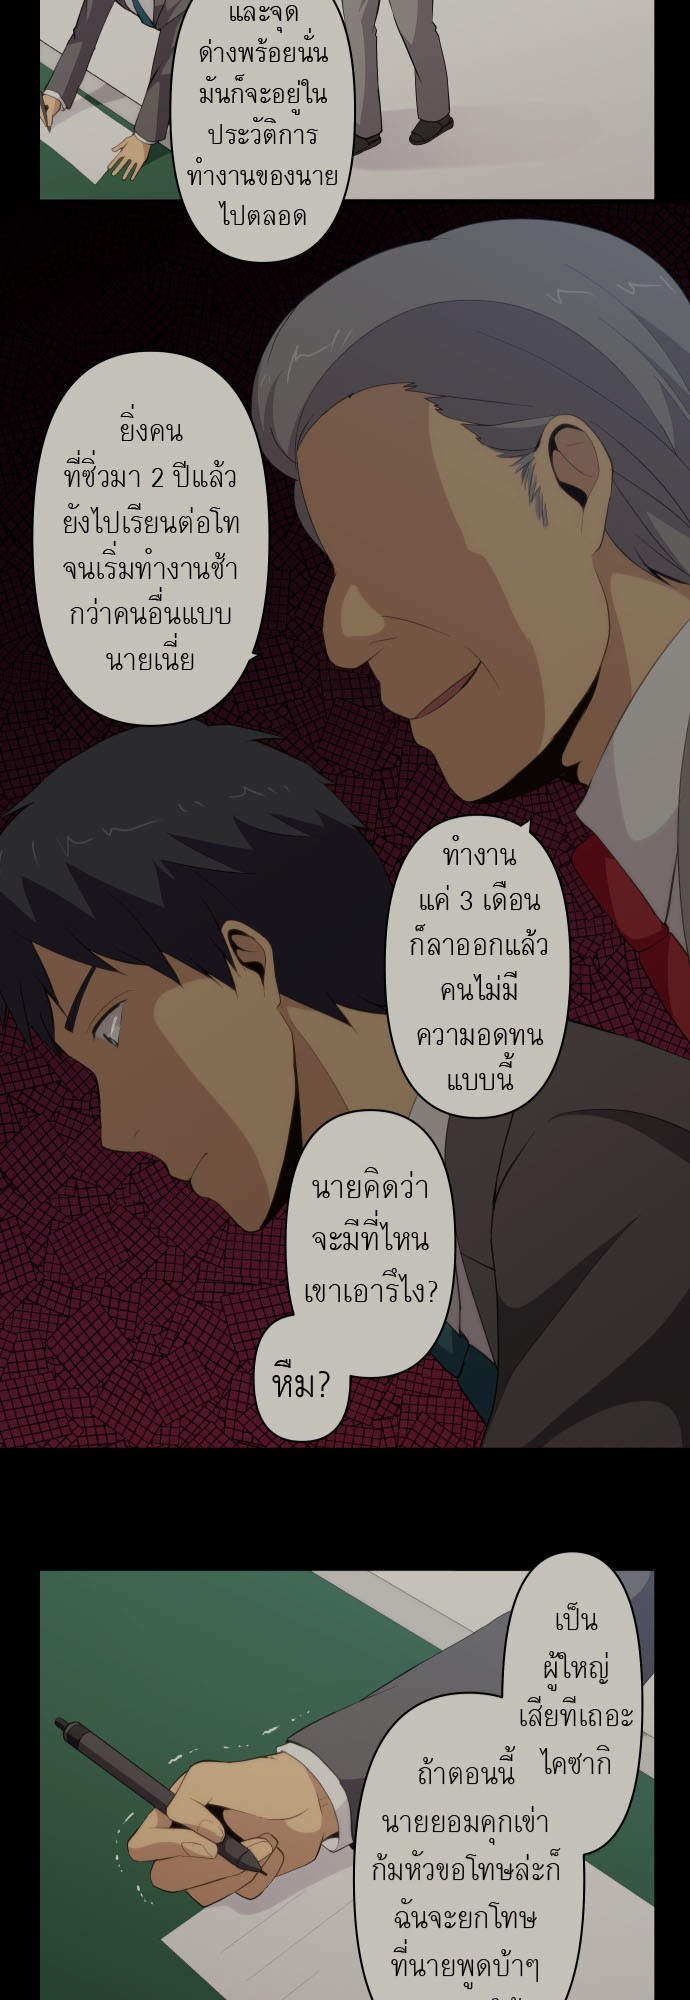 และจุด
ด่างพร้อยนั่น
มันก็จะอยู่ใน
ประวัติการ
ทำงานของนาย
ไปตลอด
ยิ่งคน
ที่ซิ่วมา 2 ปีแล้ว
ยังไปเรียนต่อโท
จนเริ่มทำงานช้า
กว่าคนอื่นแบบ
นายเนี่ย
ทำงาน
แค่ 3 เดือน
ก็ลาออกแล้ว
คนไม่มี
ความอดทน
แบบนี้
นายคิดว่า
จะมีที่ไหน
เขาเอารึไง?
หืม?
เป็น
ผู้ใหญ่
เสียทีเถอะ
ไคซากิ
ถ้าตอนนี้
นายยอมคุกเข่า
ก้มหัวขอโทษล่ะก็
ฉันจะยกโทษ
ที่นายพูดบ้าๆ